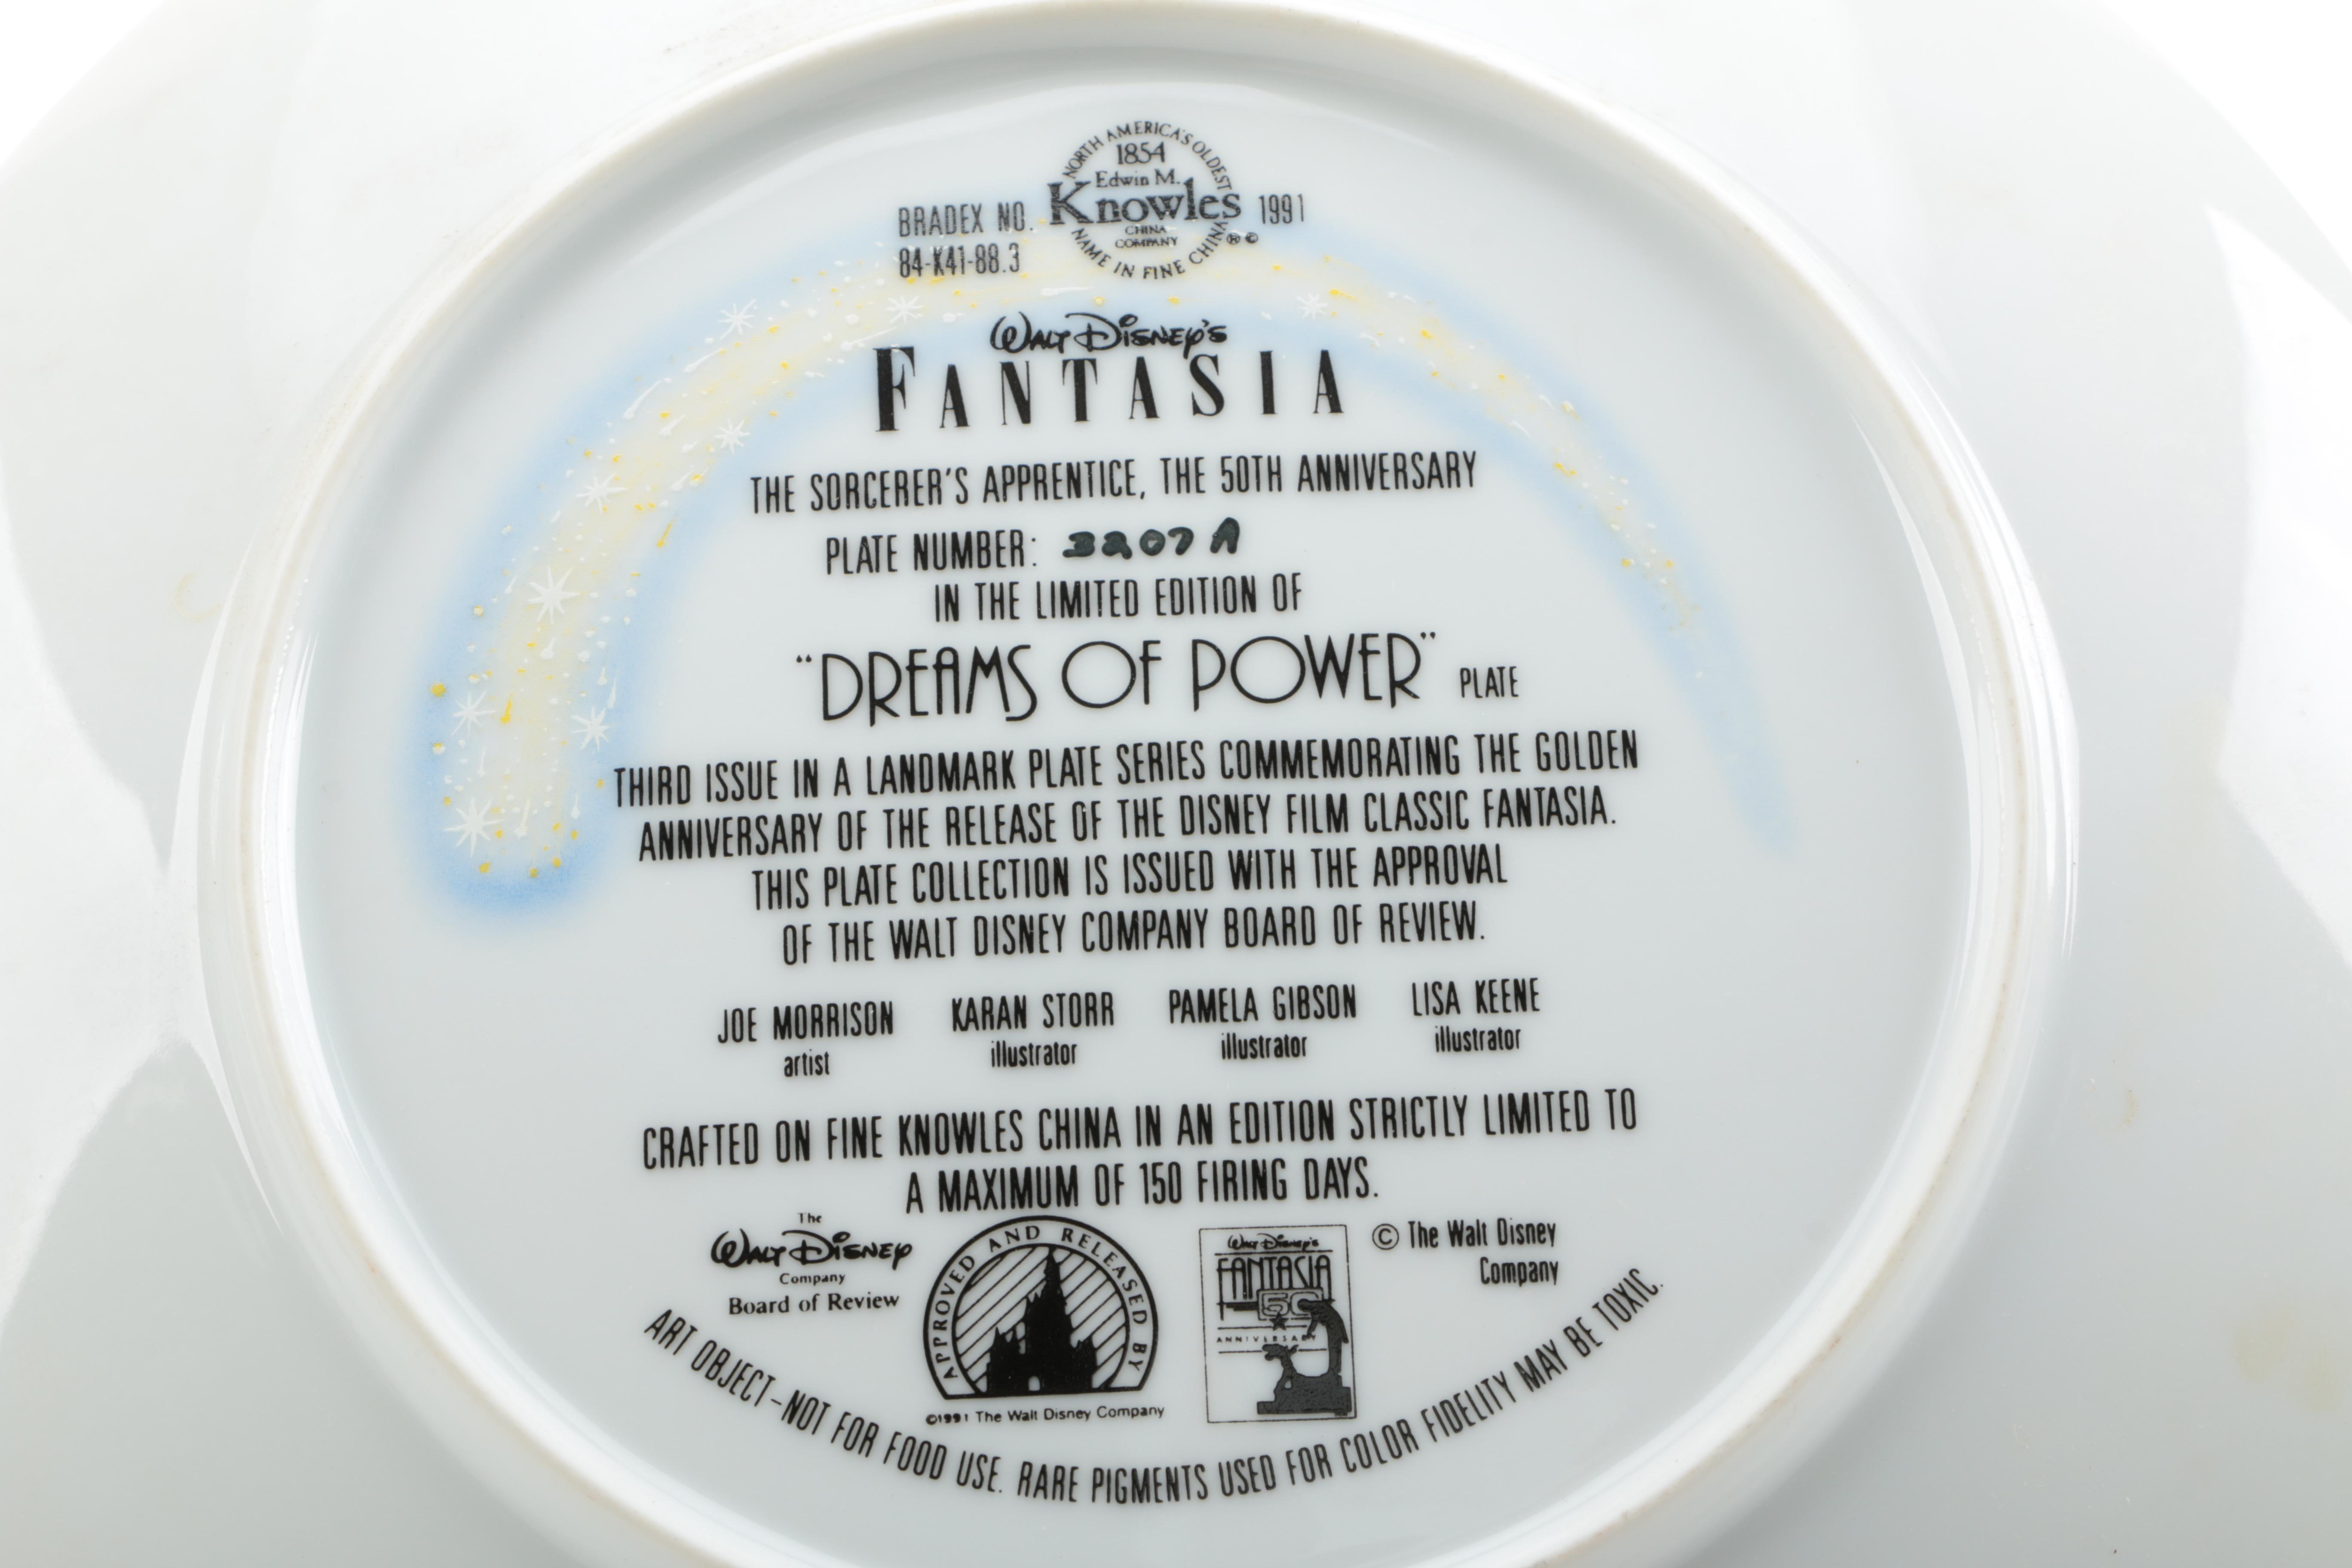 NORTH AMERICA'S OLDEST
1854
Edwin M.
Knowles
CHINA
COMPANY
NAME IN FINE CHINA
® ©
BRADEX NO.
84-K41-88.3
1991
WALT DISNEY'S
FANTASIA
THE SORCERER'S APPRENTICE, THE 50TH ANNIVERSARY
PLATE NUMBER: 3207 A
IN THE LIMITED EDITION OF
"DREAMS OF POWER" PLATE
THIRD ISSUE IN A LANDMARK PLATE SERIES COMMEMORATING THE GOLDEN
ANNIVERSARY OF THE RELEASE OF THE DISNEY FILM CLASSIC FANTASIA.
THIS PLATE COLLECTION IS ISSUED WITH THE APPROVAL
OF THE WALT DISNEY COMPANY BOARD OF REVIEW.
JOE MORRISON KARAN STORR PAMELA GIBSON LISA KEENE
artist illustrator illustrator illustrator
CRAFTED ON FINE KNOWLES CHINA IN AN EDITION STRICTLY LIMITED TO
A MAXIMUM OF 150 FIRING DAYS.
The
WALT DISNEY
Company
Board of Review
APPROVED AND RELEASED BY
©1991 The Walt Disney Company
Walt Disney's
FANTASIA
50
ANNIVERSARY
© The Walt Disney
Company
ART OBJECT-NOT FOR FOOD USE. RARE PIGMENTS USED FOR COLOR FIDELITY MAY BE TOXIC.